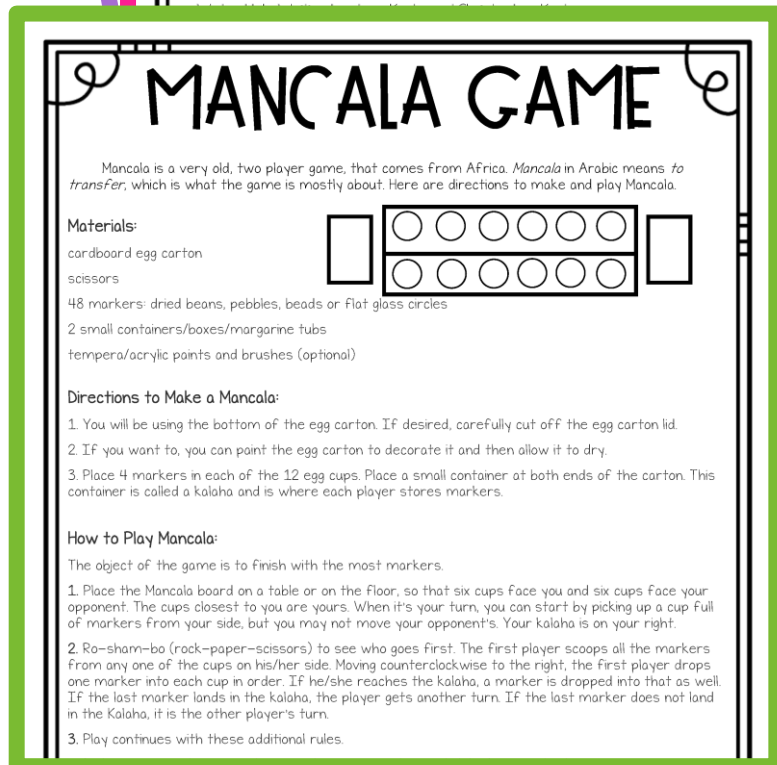 MANCALA GAME
Mancala is a very old, two player game, that comes from Africa. Mancala in Arabic means to
transfer, which is what the game is mostly about. Here are directions to make and play Mancala.
Materials:
cardboard egg carton
scissors
48 markers: dried beans, pebbles, beads or flat glass circles
2 small containers/boxes/margarine tubs
tempera/acrylic paints and brushes (optional)
Directions to Make a Mancala:
1. You will be using the bottom of the egg carton. If desired, carefully cut off the egg carton lid.
2. If you want to, you can paint the egg carton to decorate it and then allow it to dry.
3. Place 4 markers in each of the 12 egg cups. Place a small container at both ends of the carton. This
container is called a kalaha and is where each player stores markers.
How to Play Mancala:
The object of the game is to finish with the most markers.
1. Place the Mancala board on a table or on the floor, so that six cups face you and six cups face your
opponent. The cups closest to you are yours. When it's your turn, you can start by picking up a cup full
of markers from your side, but you may not move your opponent's. Your kalaha is on your right.
2. Ro-sham-bo (rock-paper-scissors) to see who goes first. The first player scoops all the markers
from any one of the cups on his/her side. Moving counterclockwise to the right, the first player drops
one marker into each cup in order. If he/she reaches the kalaha, a marker is dropped into that as well.
If the last marker lands in the kalaha, the player gets another turn. If the last marker does not land
in the Kalaha, it is the other player's turn.
3. Play continues with these additional rules.